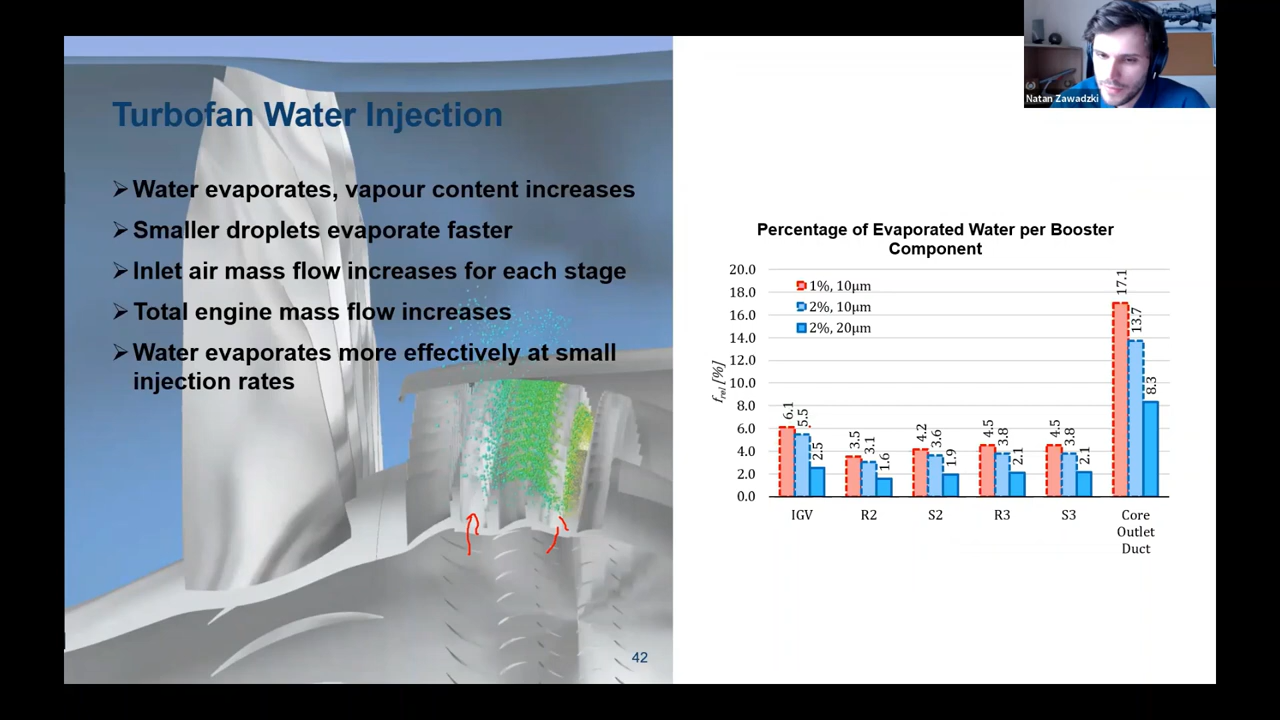 Natan Zawadzki
Turbofan Water Injection
➢Water evaporates, vapour content increases
➢Smaller droplets evaporate faster
➢Inlet air mass flow increases for each stage
➢Total engine mass flow increases
➢Water evaporates more effectively at small
injection rates
42
Percentage of Evaporated Water per Booster
Component
20.0
18.0
16.0
14.0
12.0
10.0
8.0
6.0
4.0
2.0
0.0
f_rel [%]
1%, 10μm
2%, 10μm
2%, 20μm
6.1 5.5 2.5
3.5 3.1 1.6
4.2 3.6 1.9
4.5 3.8 2.1
4.5 3.8 2.1
17.1 13.7 8.3
IGV R2 S2 R3 S3 Core
Outlet
Duct